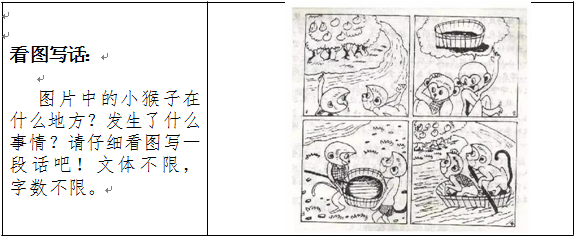 看图写话：
图片中的小猴子在
什么地方？发生了什么
事情？请仔细看图写一
段话吧！文体不限，
字数不限。